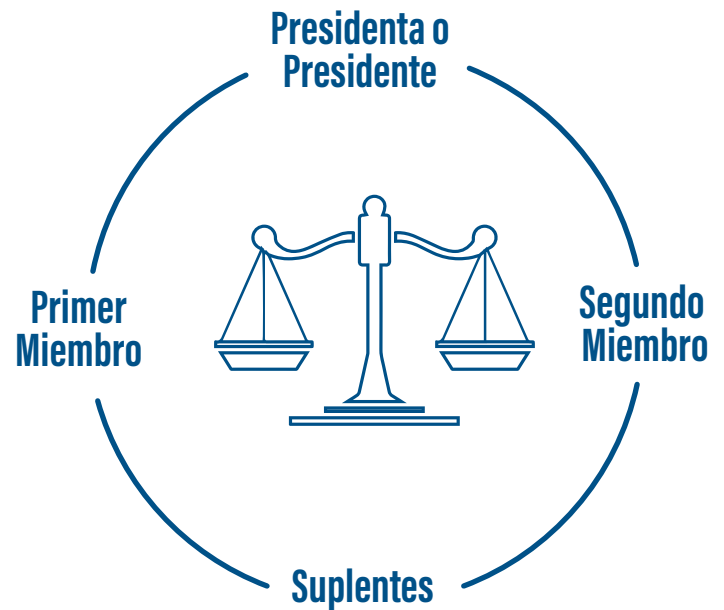 Presidenta o
Presidente
Primer
Miembro
Segundo
Miembro
Suplentes